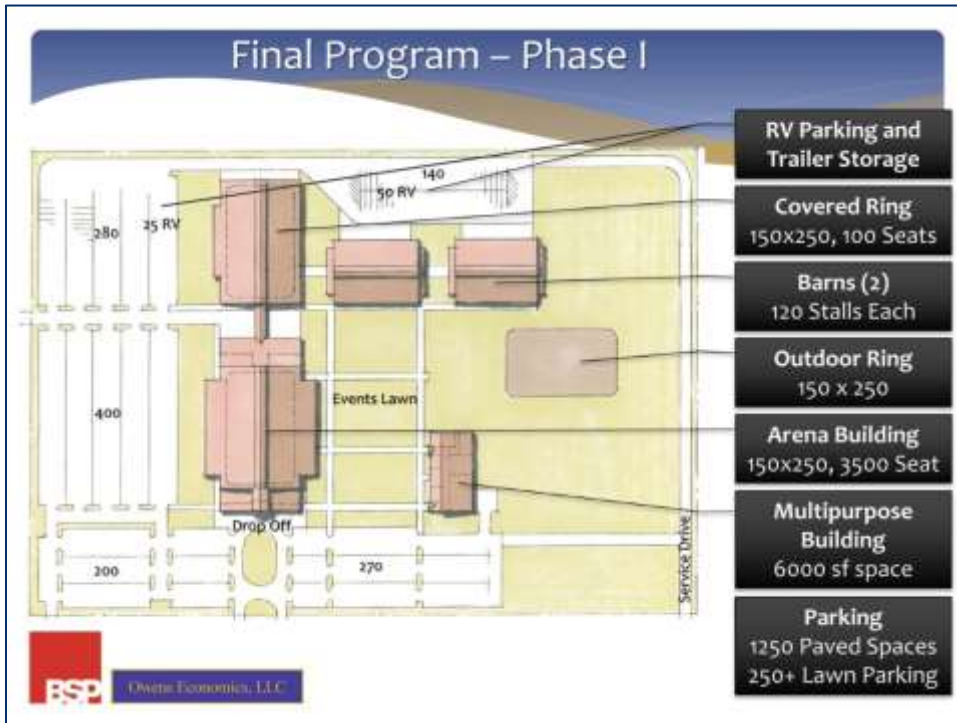 Final Program – Phase I
RV Parking and
Trailer Storage
Covered Ring
150x250, 100 Seats
Barns (2)
120 Stalls Each
Outdoor Ring
150 x 250
Arena Building
150x250, 3500 Seat
Multipurpose
Building
6000 sf space
Parking
1250 Paved Spaces
250+ Lawn Parking
140
50 RV
25 RV
280
Events Lawn
400
Drop Off
200
270
Service Drive
BSP
Owens Economics, LLC